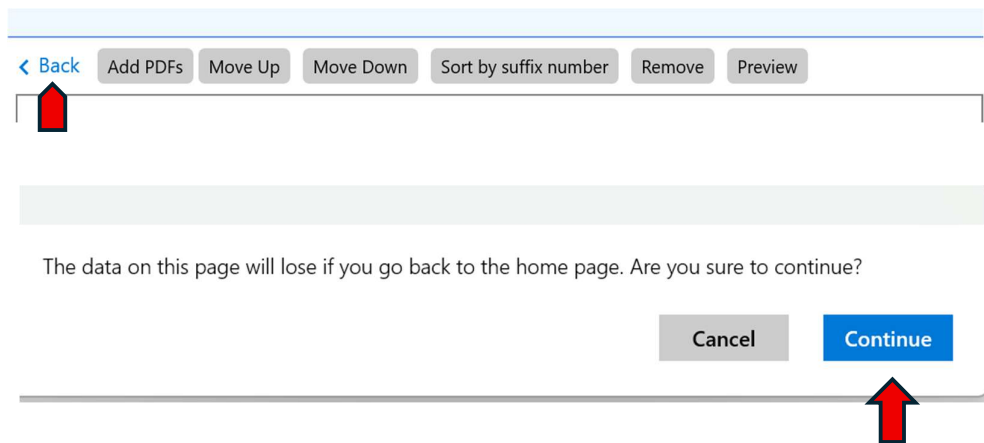 Back Add PDFs Move Up Move Down Sort by suffix number Remove Preview
The data on this page will lose if you go back to the home page. Are you sure to continue?
Cancel Continue